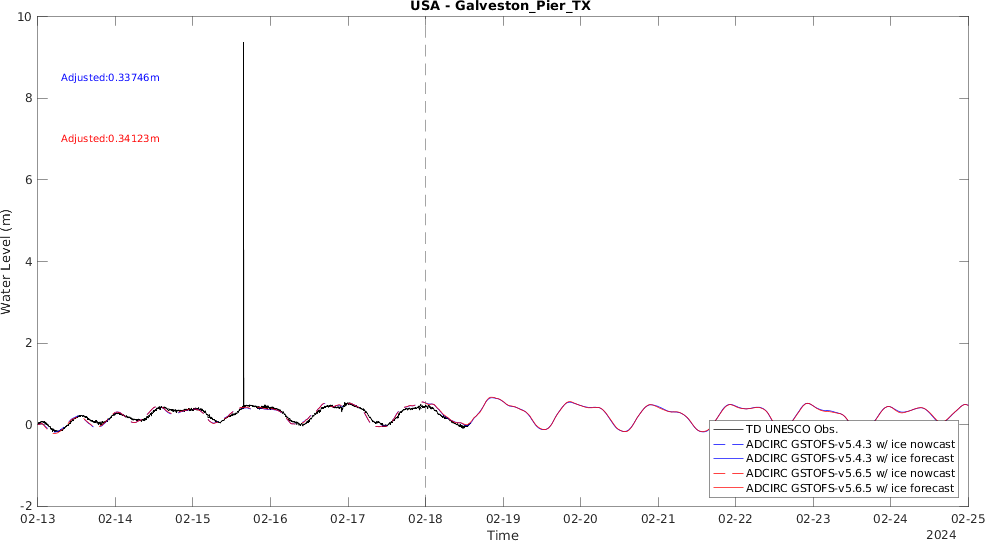 USA - Galveston_Pier_TX
10
8
6
4
2
0
-2
Water Level (m)
Adjusted:0.33746m
Adjusted:0.34123m
TD UNESCO Obs.
ADCIRC GSTOFS-v5.4.3 w/ ice nowcast
ADCIRC GSTOFS-v5.4.3 w/ ice forecast
ADCIRC GSTOFS-v5.6.5 w/ ice nowcast
ADCIRC GSTOFS-v5.6.5 w/ ice forecast
02-13 02-14 02-15 02-16 02-17 02-18 02-19 02-20 02-21 02-22 02-23 02-24 02-25
Time
2024